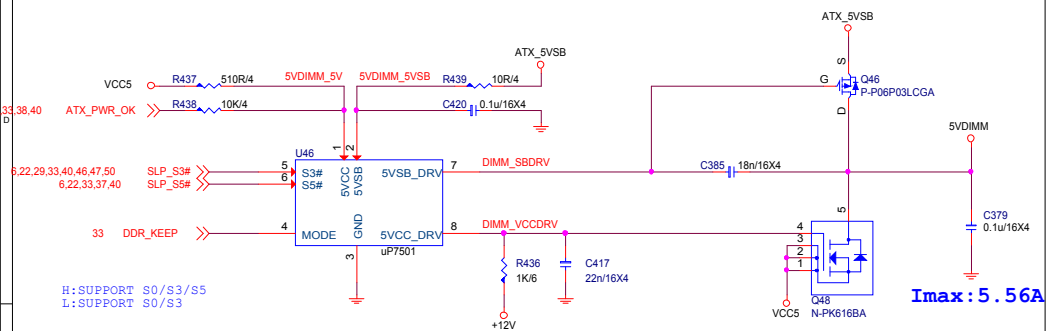 ATX_5VSB
ATX_5VSB
VCC5
R437
510R/4
5VDIMM_5V
5VDIMM_5VSB
R439
10R/4
33,38,40
ATX_PWR_OK
R438
10K/4
C420
0.1u/16X4
D
G
S
D
Q46
P-P06P03LCGA
5VDIMM
U46
1
2
6,22,29,33,40,46,47,50
SLP_S3#
5
S3#
6,22,33,37,40
SLP_S5#
6
S5#
5VCC
5VSB
5VSB_DRV
7
DIMM_SBDRV
C385
18n/16X4
33
DDR_KEEP
4
MODE
GND
5VCC_DRV
8
DIMM_VCCDRV
3
uP7501
C379
0.1u/16X4
5
4
3
2
1
R436
1K/6
C417
22n/16X4
+12V
VCC5
Q48
N-PK616BA
Imax:5.56A
H:SUPPORT S0/S3/S5
L:SUPPORT S0/S3